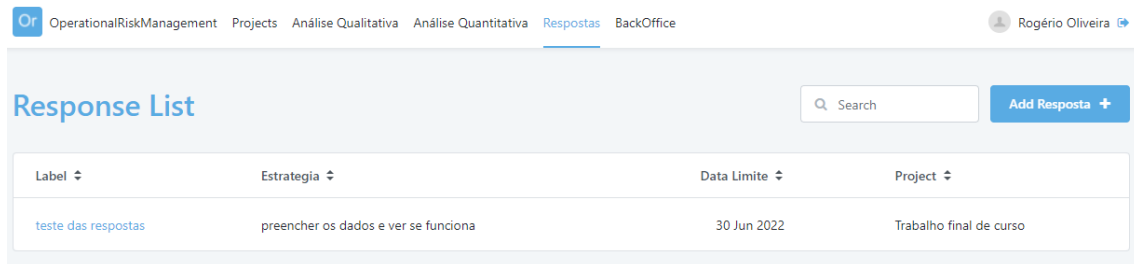 Or OperationalRiskManagement Projects Análise Qualitativa Análise Quantitativa Respostas BackOffice Rogério Oliveira
Response List Search Add Resposta +
Label Estrategia Data Limite Project
teste das respostas preencher os dados e ver se funciona 30 Jun 2022 Trabalho final de curso